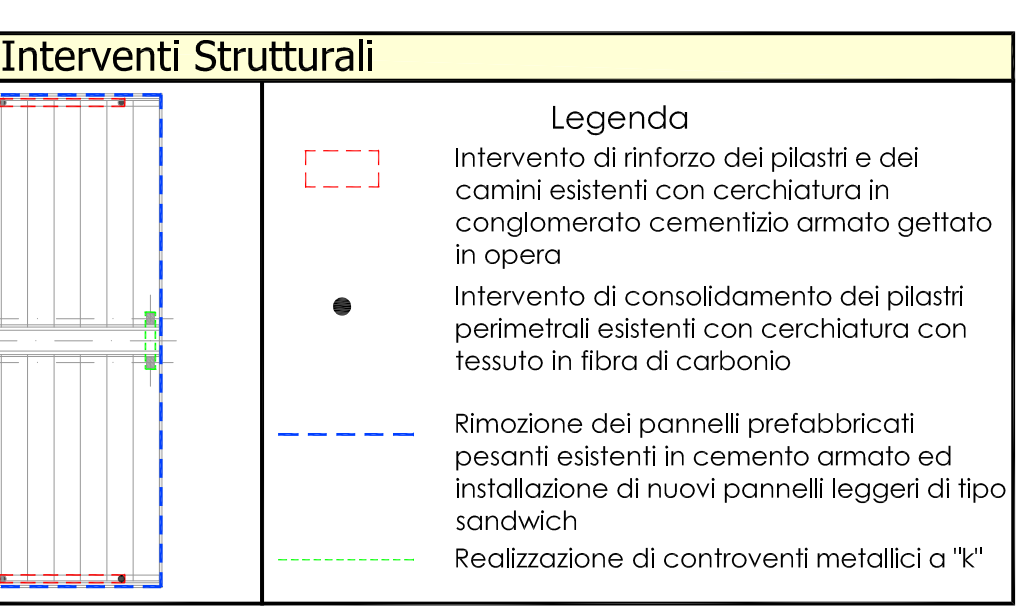 Interventi Strutturali
Legenda
Intervento di rinforzo dei pilastri e dei
camini esistenti con cerchiatura in
conglomerato cementizio armato gettato
in opera
Intervento di consolidamento dei pilastri
perimetrali esistenti con cerchiatura con
tessuto in fibra di carbonio
Rimozione dei pannelli prefabbricati
pesanti esistenti in cemento armato ed
installazione di nuovi pannelli leggeri di tipo
sandwich
Realizzazione di controventi metallici a "k"